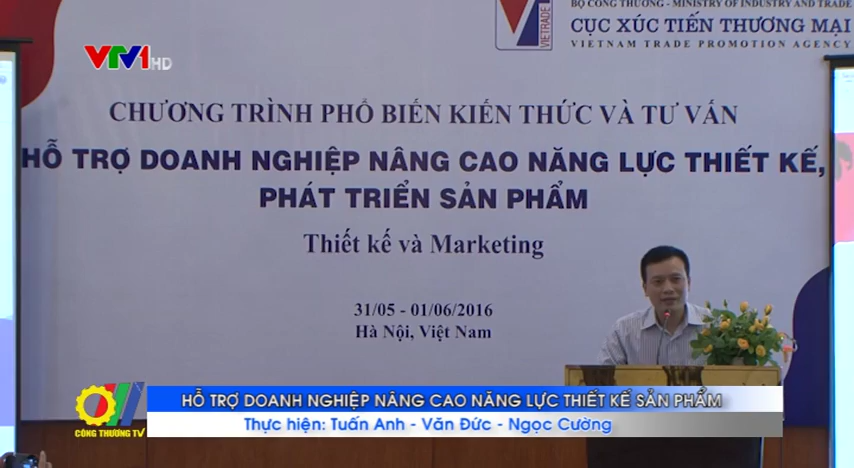 BỘ CÔNG THƯƠNG - MINISTRY OF INDUSTRY AND TRADE
CỤC XÚC TIẾN THƯƠNG MẠI
VIETNAM TRADE PROMOTION AGENCY
VIETRADE
VTV1 HD
CHƯƠNG TRÌNH PHỔ BIẾN KIẾN THỨC VÀ TƯ VẤN
HỖ TRỢ DOANH NGHIỆP NÂNG CAO NĂNG LỰC THIẾT KẾ,
PHÁT TRIỂN SẢN PHẨM
Thiết kế và Marketing
31/05 - 01/06/2016
Hà Nội, Việt Nam
HỖ TRỢ DOANH NGHIỆP NÂNG CAO NĂNG LỰC THIẾT KẾ SẢN PHẨM
Thực hiện: Tuấn Anh - Văn Đức - Ngọc Cường
CÔNG THƯƠNG TV